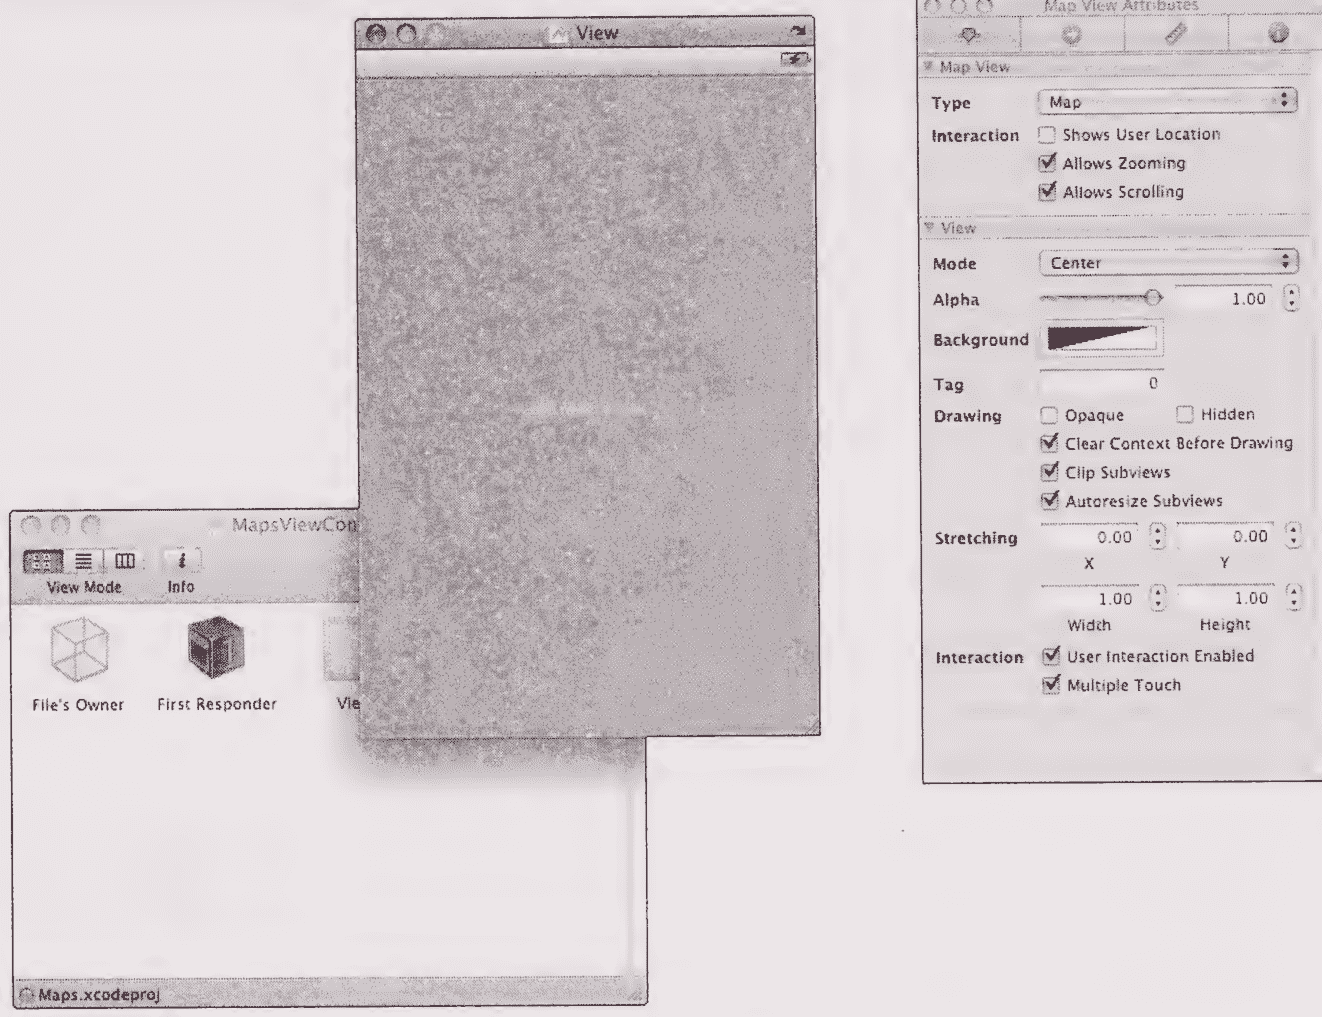 View
MapsViewCon
View Mode
Info
File's Owner
First Responder
Vie
Maps.xcodeproj
Map View Attributes
Map View
Type Map
Interaction Shows User Location
Allows Zooming
Allows Scrolling
View
Mode Center
Alpha 1.00
Background
Tag 0
Drawing Opaque Hidden
Clear Context Before Drawing
Clip Subviews
Autoresize Subviews
Stretching 0.00 0.00
X Y
1.00 1.00
Width Height
Interaction User Interaction Enabled
Multiple Touch